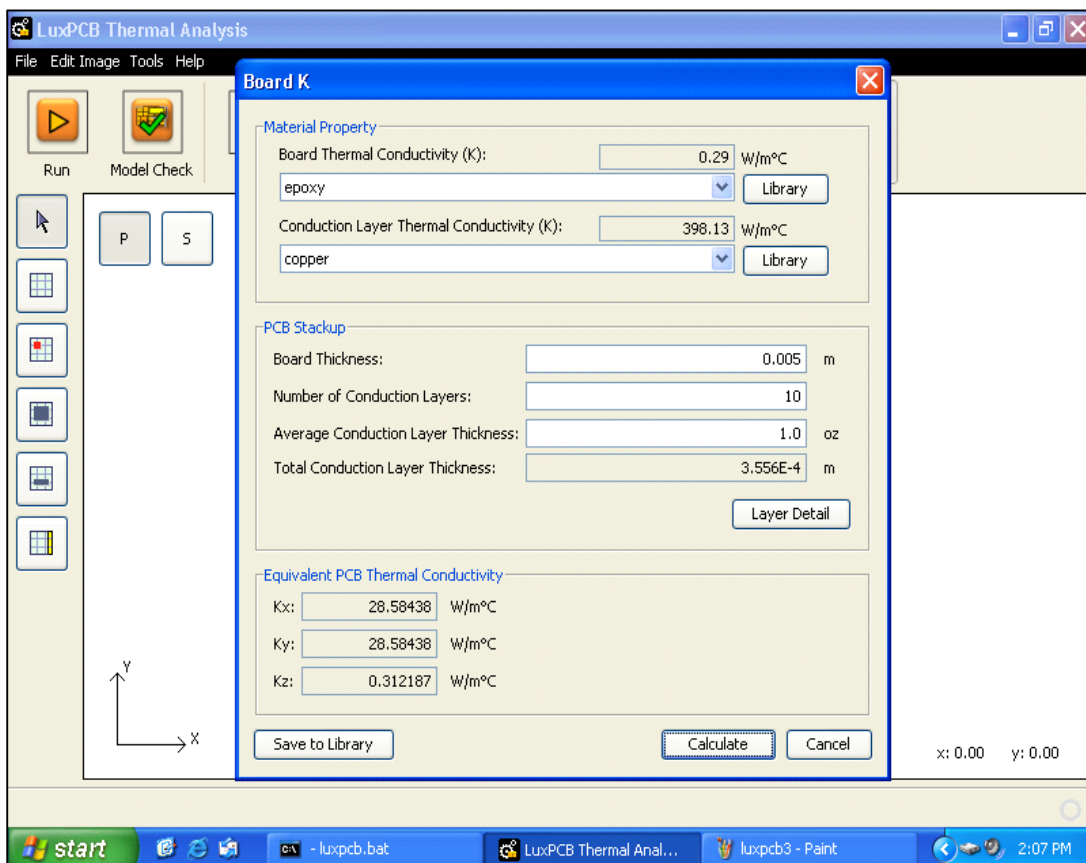 LuxPCB Thermal Analysis
File Edit Image Tools Help
Board K
Run
Model Check
P
S
Material Property
Board Thermal Conductivity (K): 0.29 W/m°C
epoxy Library
Conduction Layer Thermal Conductivity (K): 398.13 W/m°C
copper Library
PCB Stackup
Board Thickness: 0.005 m
Number of Conduction Layers: 10
Average Conduction Layer Thickness: 1.0 oz
Total Conduction Layer Thickness: 3.556E-4 m
Layer Detail
Equivalent PCB Thermal Conductivity
Kx: 28.58438 W/m°C
Ky: 28.58438 W/m°C
Kz: 0.312187 W/m°C
Y
X
Save to Library Calculate Cancel
x: 0.00 y: 0.00
start - luxpcb.bat LuxPCB Thermal Anal... luxpcb3 - Paint 2:07 PM